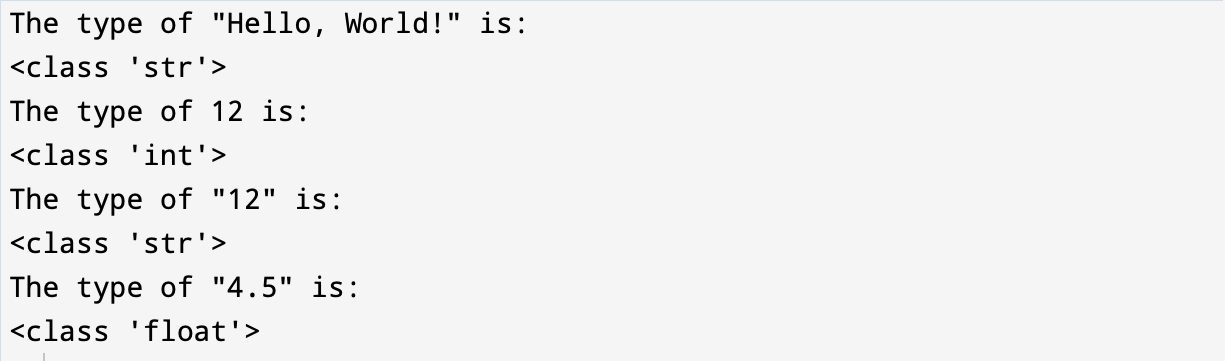 The type of "Hello, World!" is:
<class 'str'>
The type of 12 is:
<class 'int'>
The type of "12" is:
<class 'str'>
The type of "4.5" is:
<class 'float'>